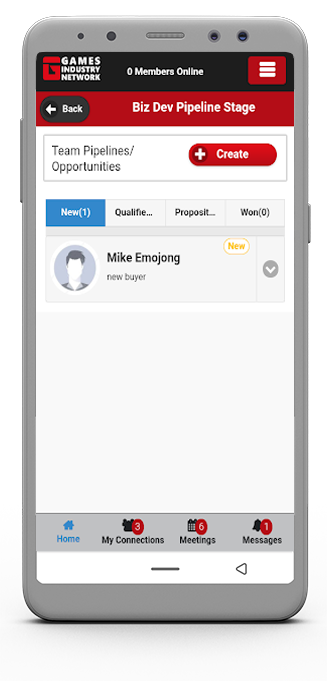 GAMES
INDUSTRY
NETWORK
0 Members Online
Back
Biz Dev Pipeline Stage
Team Pipelines/
Opportunities
Create
New(1)
Qualifie...
Proposit...
Won(0)
New
Mike Emojong
new buyer
3
6
1
Home
My Connections
Meetings
Messages